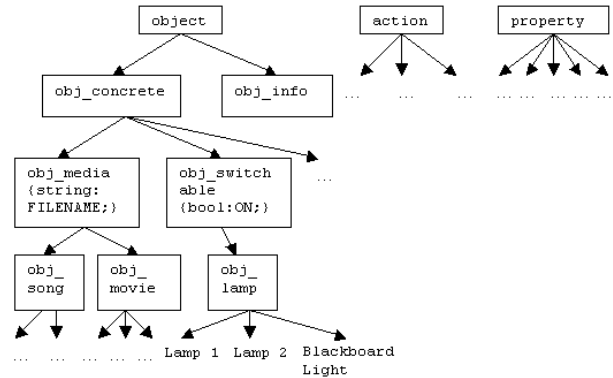 object
action
property
obj_concrete
obj_info
...
...
...
...
...
...
...
...
obj_media
{string:
FILENAME;}
obj_switch
able
{bool:ON;}
...
obj_
song
obj_
movie
obj_
lamp
...
...
...
...
...
Lamp 1
Lamp 2
Blackboard
Light